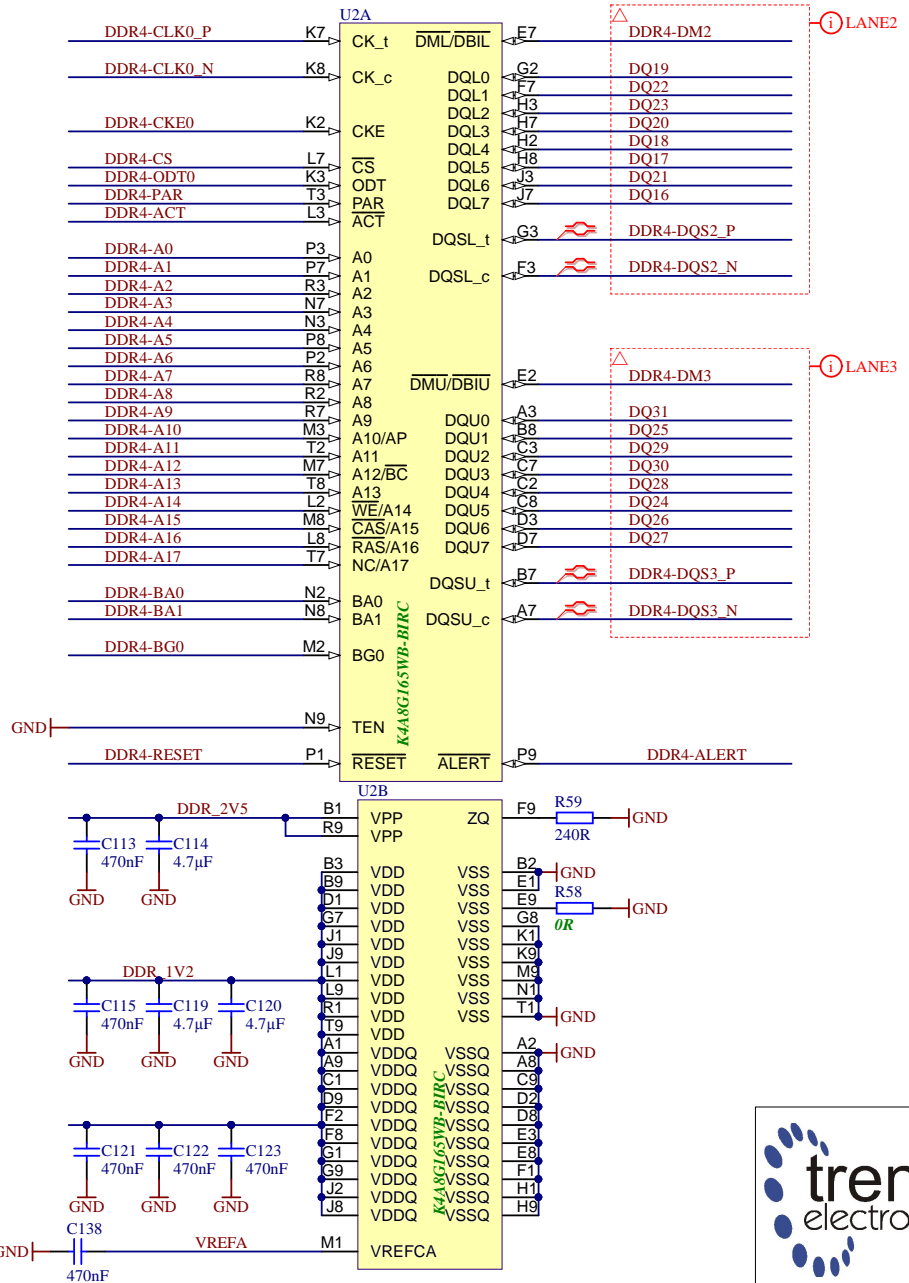 U2A
DDR4-CLK0_P K7 CK_t DML/DBIL E7 DDR4-DM2 i LANE2
DDR4-CLK0_N K8 CK_c DQL0 G2 DQ19
DQL1 F7 DQ22
DQL2 H3 DQ23
DDR4-CKE0 K2 CKE DQL3 H7 DQ20
DQL4 H2 DQ18
DDR4-CS L7 CS DQL5 H8 DQ17
DDR4-ODT0 K3 ODT DQL6 J3 DQ21
DDR4-PAR T3 PAR DQL7 J7 DQ16
DDR4-ACT L3 ACT
DQSL_t G3 DDR4-DQS2_P
DDR4-A0 P3 A0
DDR4-A1 P7 A1 DQSL_c F3 DDR4-DQS2_N
DDR4-A2 R3 A2
DDR4-A3 N7 A3
DDR4-A4 N3 A4
DDR4-A5 P8 A5
DDR4-A6 P2 A6
DDR4-A7 R8 A7 DMU/DBIU E2 DDR4-DM3 i LANE3
DDR4-A8 R2 A8
DDR4-A9 R7 A9 DQU0 A3 DQ31
DDR4-A10 M3 A10/AP DQU1 B8 DQ25
DDR4-A11 T2 A11 DQU2 C3 DQ29
DDR4-A12 M7 A12/BC DQU3 C7 DQ30
DDR4-A13 T8 A13 DQU4 C2 DQ28
DDR4-A14 L2 WE/A14 DQU5 C8 DQ24
DDR4-A15 M8 CAS/A15 DQU6 D3 DQ26
DDR4-A16 L8 RAS/A16 DQU7 D7 DQ27
DDR4-A17 T7 NC/A17
DQSU_t B7 DDR4-DQS3_P
DDR4-BA0 N2 BA0
DDR4-BA1 N8 BA1 DQSU_c A7 DDR4-DQS3_N
DDR4-BG0 M2 BG0
K4A8G165WB-BIRC
GND N9 TEN
DDR4-RESET P1 RESET ALERT P9 DDR4-ALERT
U2B
DDR_2V5 B1 VPP ZQ F9 R59 GND
R9 VPP 240R
C113 C114
470nF 4.7µF
GND GND
B3 VDD VSS B2 GND
B9 VDD VSS E1
D1 VDD VSS E9 R58 GND
G7 VDD VSS G8 0R
J1 VDD VSS K1
J9 VDD VSS K9
DDR_1V2 L1 VDD VSS M9
L9 VDD VSS N1
R1 VDD VSS T1 GND
T9 VDD
C115 C119 C120
470nF 4.7µF 4.7µF
GND GND GND
A1 VDDQ VSSQ A2 GND
A9 VDDQ VSSQ A8
C1 VDDQ VSSQ C9
D9 VDDQ VSSQ D2
F2 VDDQ VSSQ D8
F8 VDDQ VSSQ E3
G1 VDDQ VSSQ E8
G9 VDDQ VSSQ F1
J2 VDDQ VSSQ H1
J8 VDDQ VSSQ H9
K4A8G165WB-BIRC
C121 C122 C123
470nF 470nF 470nF
GND GND GND
C138
GND VREFA M1 VREFCA
470nF
tren
electro